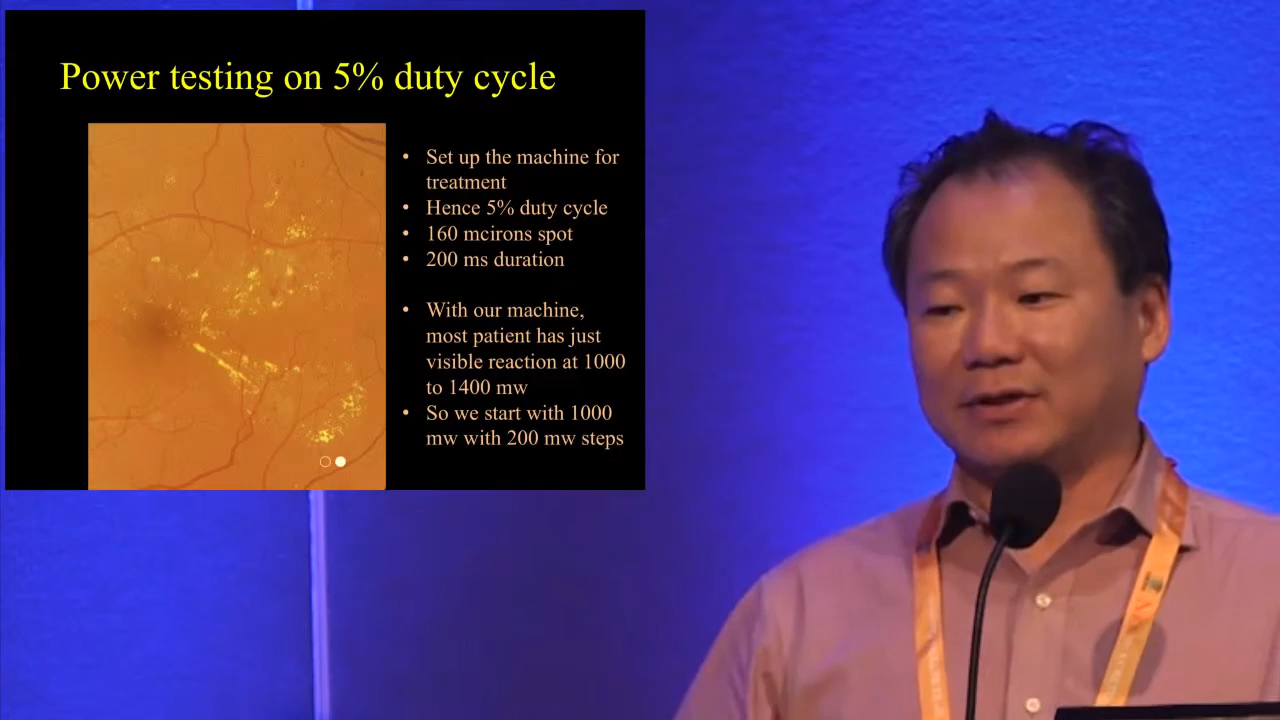 Power testing on 5% duty cycle
• Set up the machine for
treatment
• Hence 5% duty cycle
• 160 mcirons spot
• 200 ms duration
• With our machine,
most patient has just
visible reaction at 1000
to 1400 mw
• So we start with 1000
mw with 200 mw steps